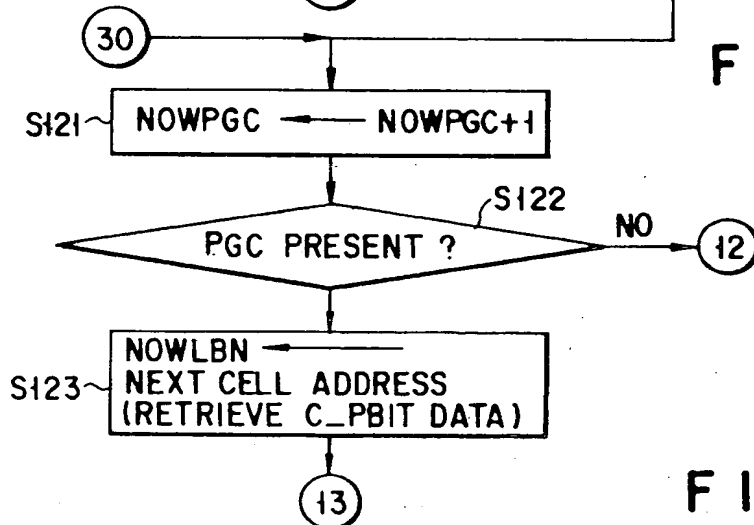 30
F
S121 NOWPGC ← NOWPGC+1
S122
PGC PRESENT ?
NO
12
NOWLBN ←
S123 NEXT CELL ADDRESS
(RETRIEVE C_PBIT DATA)
13
F I